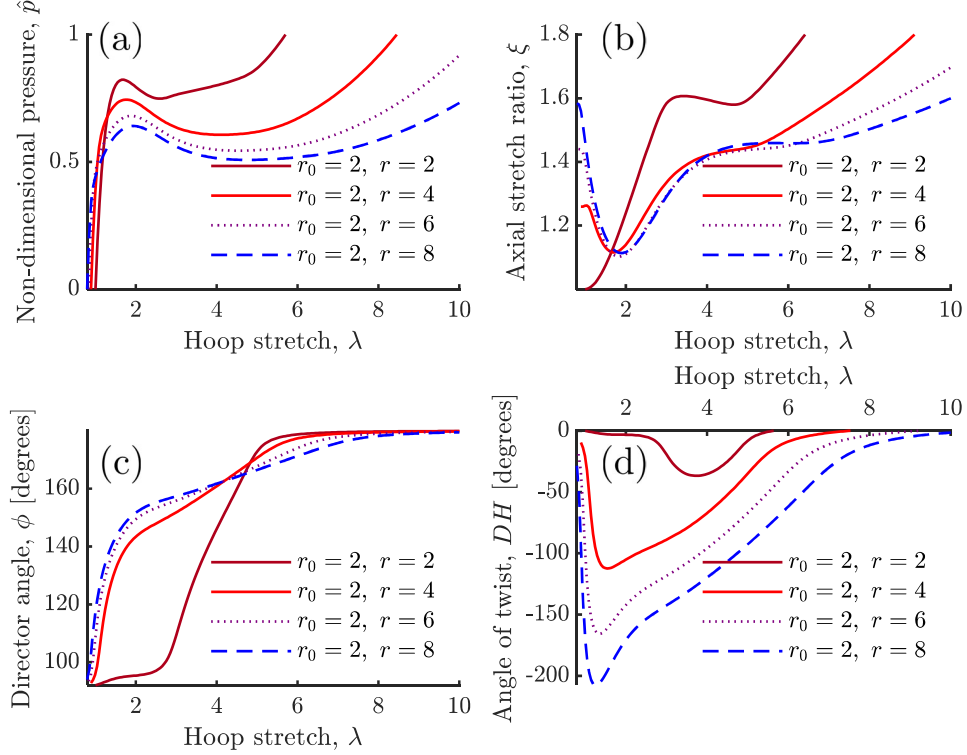 Non-dimensional pressure, p̂
1
0.5
0
(a)
r₀ = 2, r = 2
r₀ = 2, r = 4
r₀ = 2, r = 6
r₀ = 2, r = 8
2 4 6 8 10
Hoop stretch, λ
Axial stretch ratio, ξ
1.8
1.6
1.4
1.2
(b)
r₀ = 2, r = 2
r₀ = 2, r = 4
r₀ = 2, r = 6
r₀ = 2, r = 8
2 4 6 8 10
Hoop stretch, λ
Director angle, ϕ [degrees]
160
140
120
100
(c)
r₀ = 2, r = 2
r₀ = 2, r = 4
r₀ = 2, r = 6
r₀ = 2, r = 8
2 4 6 8 10
Hoop stretch, λ
Hoop stretch, λ
2 4 6 8 10
Angle of twist, DH [degrees]
0
-50
-100
-150
-200
(d)
r₀ = 2, r = 2
r₀ = 2, r = 4
r₀ = 2, r = 6
r₀ = 2, r = 8